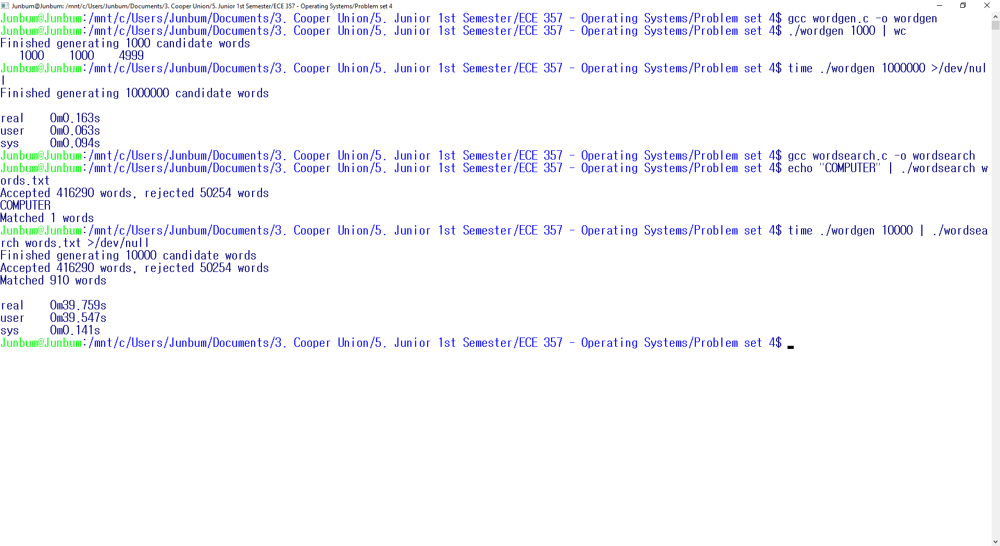 Junbum@Junbum: /mnt/c/Users/Junbum/Documents/3. Cooper Union/5. Junior 1st Semester/ECE 357 - Operating Systems/Problem set 4
Junbum@Junbum:/mnt/c/Users/Junbum/Documents/3. Cooper Union/5. Junior 1st Semester/ECE 357 - Operating Systems/Problem set 4$ gcc wordgen.c -o wordgen
Junbum@Junbum:/mnt/c/Users/Junbum/Documents/3. Cooper Union/5. Junior 1st Semester/ECE 357 - Operating Systems/Problem set 4$ ./wordgen 1000 | wc
Finished generating 1000 candidate words
   1000    1000    4999
Junbum@Junbum:/mnt/c/Users/Junbum/Documents/3. Cooper Union/5. Junior 1st Semester/ECE 357 - Operating Systems/Problem set 4$ time ./wordgen 1000000 >/dev/nul
l
Finished generating 1000000 candidate words
real    0m0.163s
user    0m0.063s
sys     0m0.094s
Junbum@Junbum:/mnt/c/Users/Junbum/Documents/3. Cooper Union/5. Junior 1st Semester/ECE 357 - Operating Systems/Problem set 4$ gcc wordsearch.c -o wordsearch
Junbum@Junbum:/mnt/c/Users/Junbum/Documents/3. Cooper Union/5. Junior 1st Semester/ECE 357 - Operating Systems/Problem set 4$ echo "COMPUTER" | ./wordsearch w
ords.txt
Accepted 416290 words, rejected 50254 words
COMPUTER
Matched 1 words
Junbum@Junbum:/mnt/c/Users/Junbum/Documents/3. Cooper Union/5. Junior 1st Semester/ECE 357 - Operating Systems/Problem set 4$ time ./wordgen 10000 | ./wordsea
rch words.txt >/dev/null
Finished generating 10000 candidate words
Accepted 416290 words, rejected 50254 words
Matched 910 words
real    0m39.759s
user    0m39.547s
sys     0m0.141s
Junbum@Junbum:/mnt/c/Users/Junbum/Documents/3. Cooper Union/5. Junior 1st Semester/ECE 357 - Operating Systems/Problem set 4$